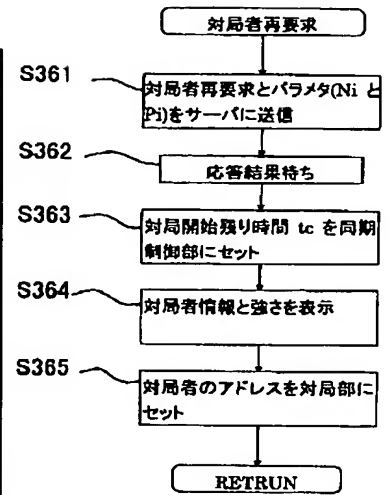 対局者再要求
S361
対局者再要求とパラメタ(Ni と
Pi)をサーバに送信
S362
応答結果待ち
S363
対局開始残り時間 tc を同期
制御部にセット
S364
対局者情報と強さを表示
S365
対局者のアドレスを対局部に
セット
RETRUN